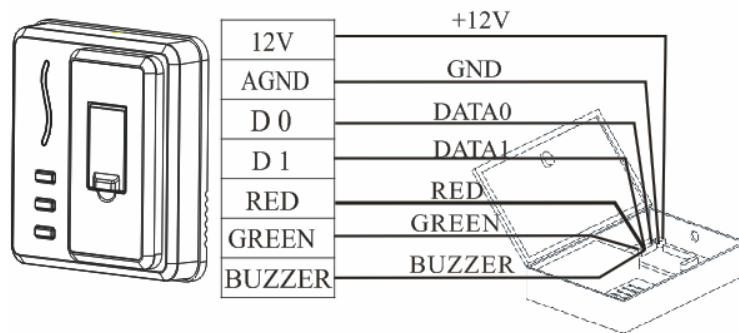 12V +12V
AGND GND
D 0 DATA0
D 1 DATA1
RED RED
GREEN GREEN
BUZZER BUZZER